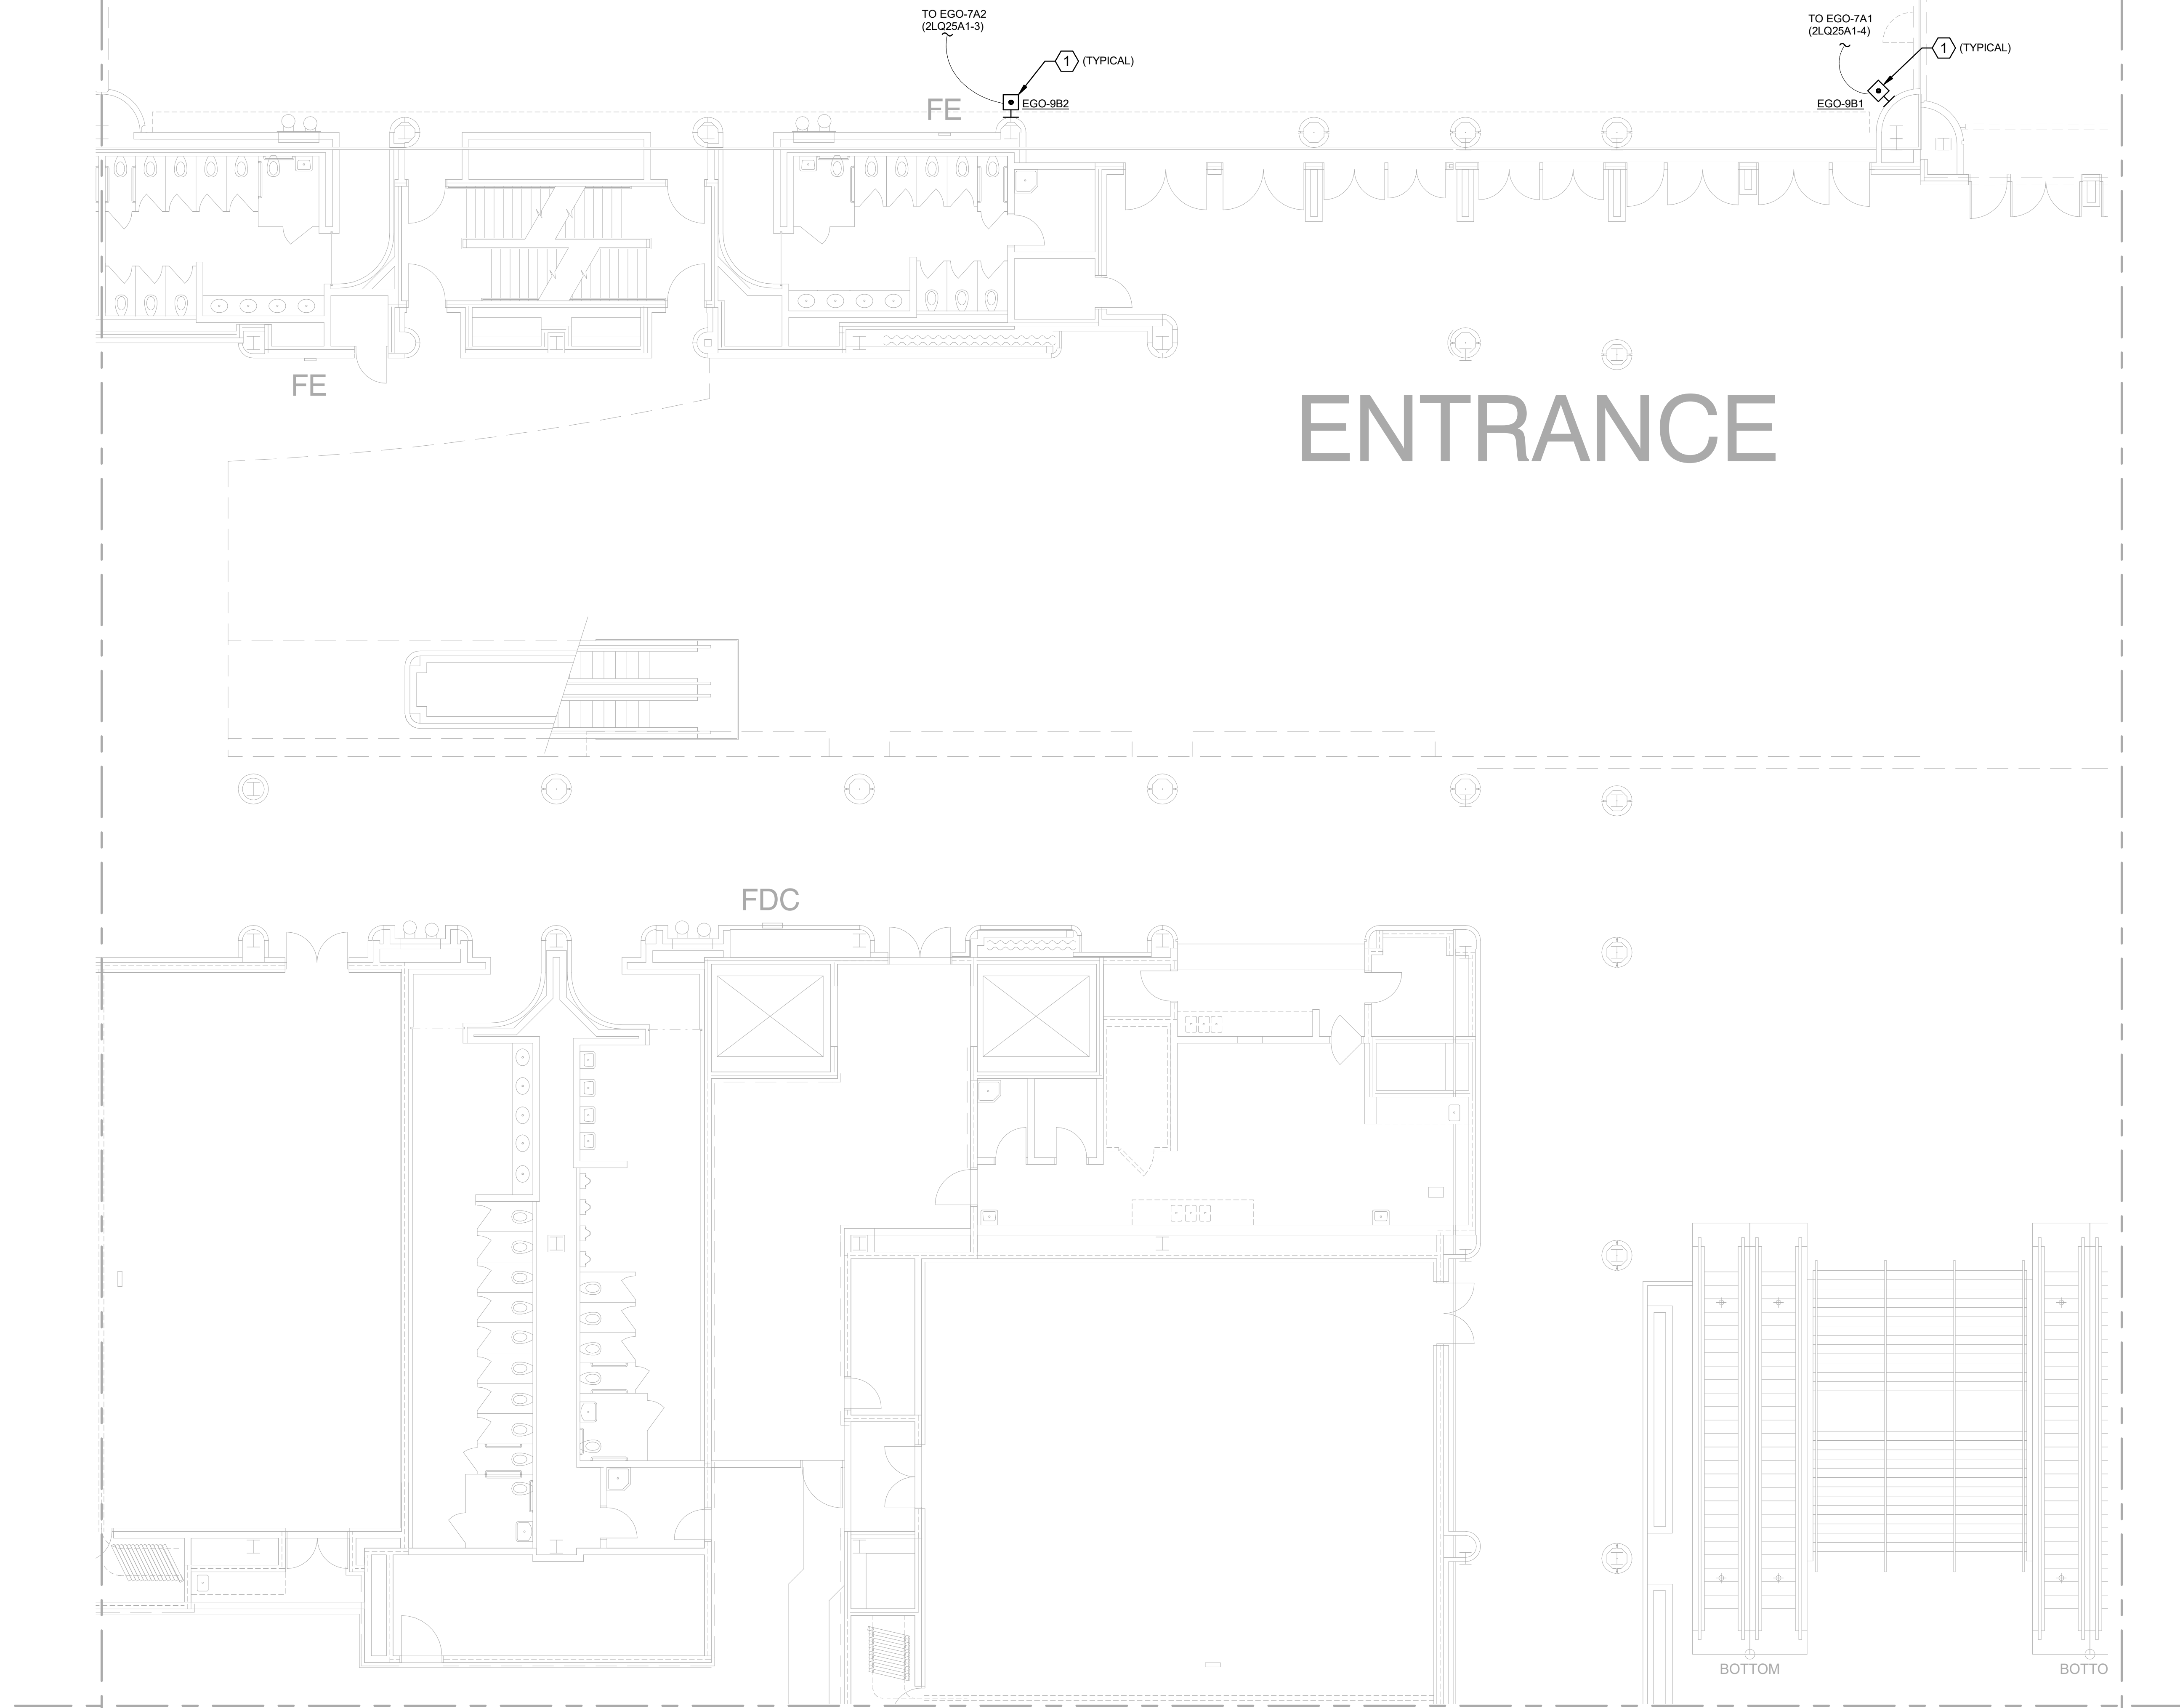 TO EGO-7A2
(2LQ25A1-3)
1 (TYPICAL)
EGO-9B2
TO EGO-7A1
(2LQ25A1-4)
1 (TYPICAL)
EGO-9B1
FE
FE
ENTRANCE
FDC
BOTTOM
BOTTO